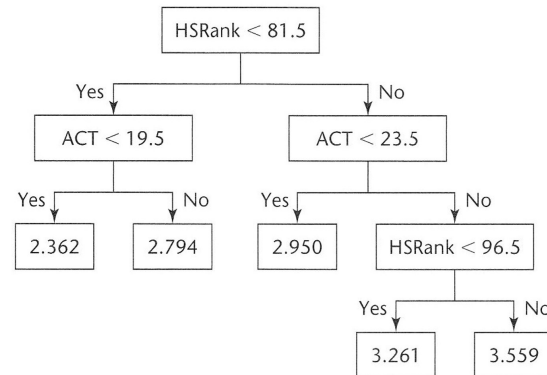 HSRank < 81.5
Yes
No
ACT < 19.5
ACT < 23.5
Yes
No
Yes
No
2.362
2.794
2.950
HSRank < 96.5
Yes
No
3.261
3.559